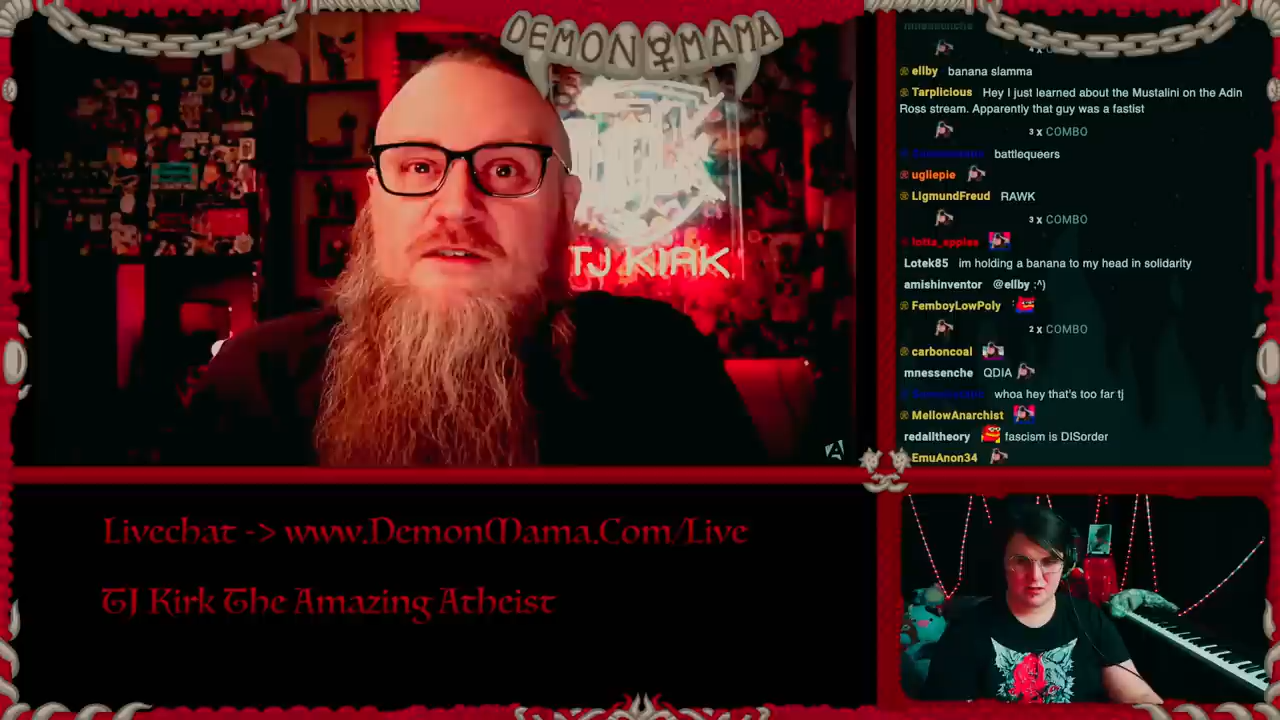 DEMON MAMA
TJ KIRK
mnessenche
4 x C
ellby banana slamma
Tarplicious Hey I just learned about the Mustalini on the Adin
Ross stream. Apparently that guy was a fastist
3 x COMBO
battlequeers
ugliepie
LigmundFreud RAWK
3 x COMBO
lotta_apples
Lotek85 im holding a banana to my head in solidarity
amishinventor @ellby :^)
FemboyLowPoly
2 x COMBO
carboncoal
mnessenche QDIA
whoa hey that's too far tj
MellowAnarchist
redalltheory fascism is DISorder
EmuAnon34
Livechat -> www.DemonMama.Com/Live
TJ Kirk The Amazing Atheist